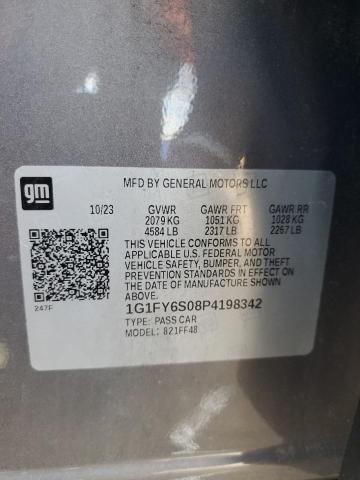 gm
MFD BY GENERAL MOTORS LLC
10/23 GVWR GAWR FRT GAWR RR
2079 KG 1051 KG 1028 KG
4584 LB 2317 LB 2267 LB
THIS VEHICLE CONFORMS TO ALL
APPLICABLE U.S. FEDERAL MOTOR
VEHICLE SAFETY, BUMPER, AND THEFT
PREVENTION STANDARDS IN EFFECT ON
THE DATE OF MANUFACTURE SHOWN
ABOVE.
1G1FY6S08P4198342
TYPE: PASS CAR
247F
MODEL: 821FF48